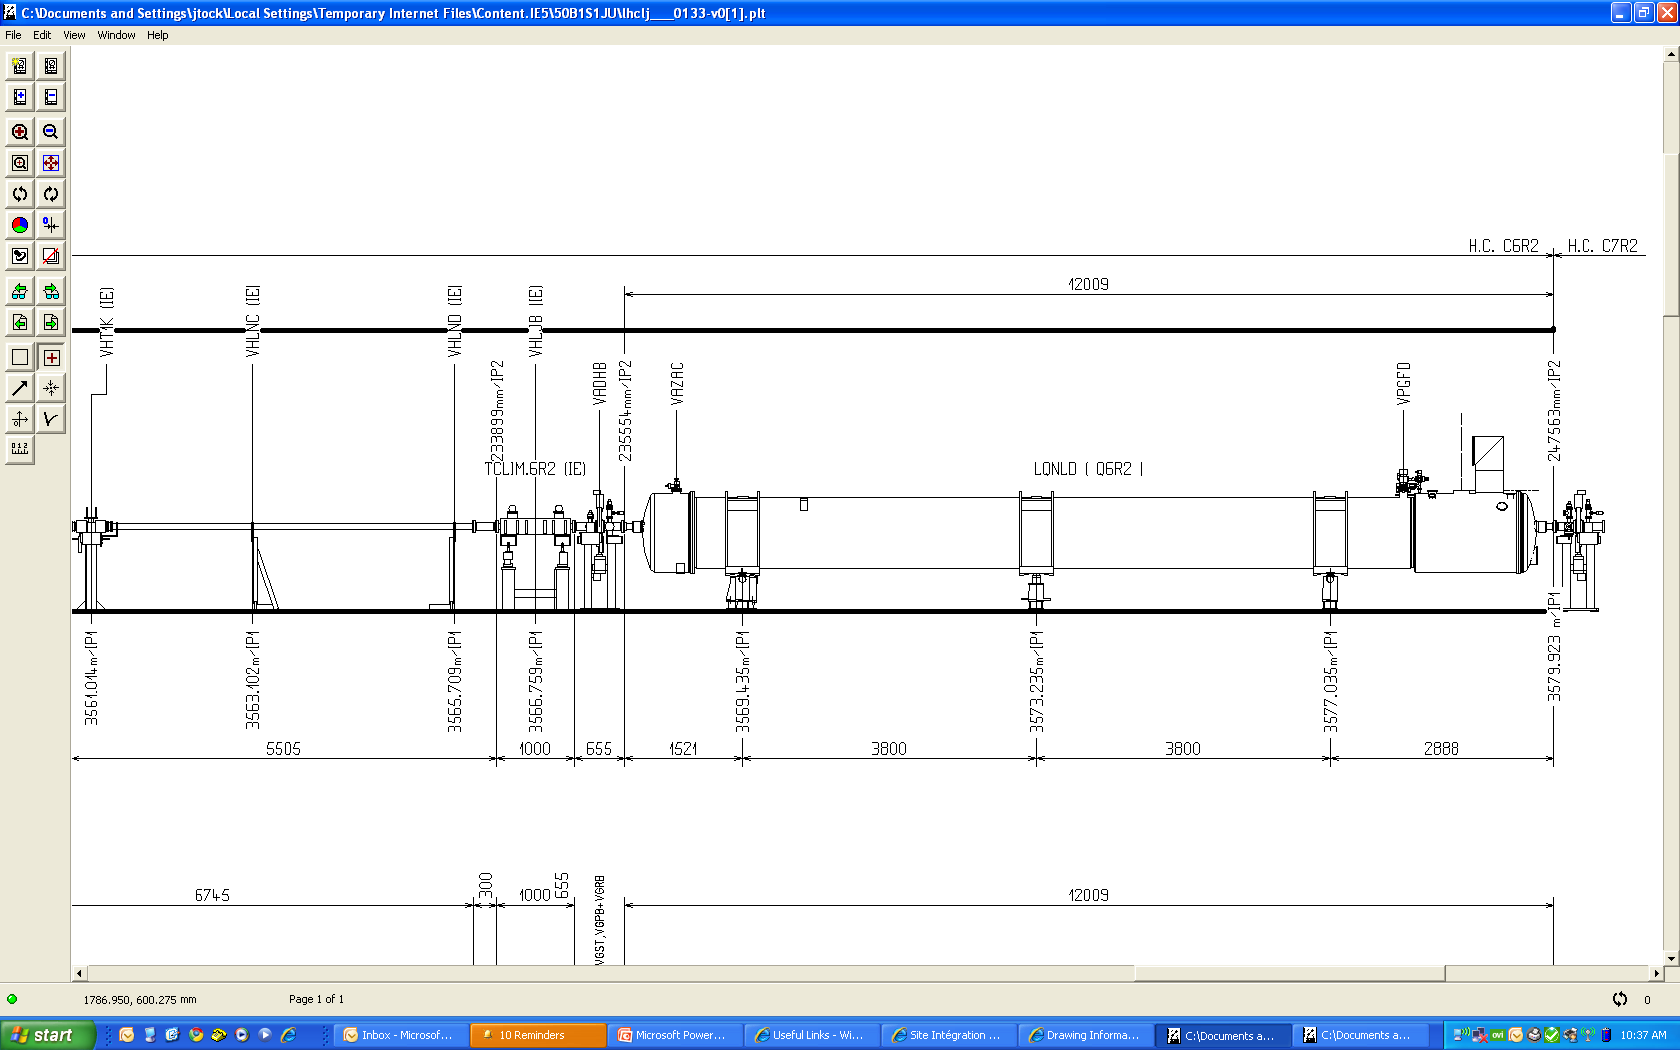 C:\Documents and Settings\jtock\Local Settings\Temporary Internet Files\Content.IE5\50B1S1JU\lhclj___0133-v0[1].plt
File Edit View Window Help
H.C. C6R2
H.C. C7R2
12009
VHTMK (IE)
VHLNC (IE)
VHLND (IE)
VHLJB (IE)
233899mm/IP2
VADHB
235554mm/IP2
VAZAC
VPGFD
247563mm/IP2
TCLIM.6R2 (IE)
LQNLD ( Q6R2 )
3561.014m/IP1
3563.102m/IP1
3565.709m/IP1
3566.759m/IP1
3569.435m/IP1
3573.235m/IP1
3577.035m/IP1
3579.923 m/IP1
5505
1000
655
1521
3800
3800
2888
6745
300
1000
655
VGST,VGPB+VGRB
12009
1786.950, 600.275 mm
Page 1 of 1
0
start
Inbox - Microsof...
10 Reminders
Microsoft Power...
Useful Links - Wi...
Site Intégration ...
Drawing Informa...
C:\Documents a...
C:\Documents a...
10:37 AM